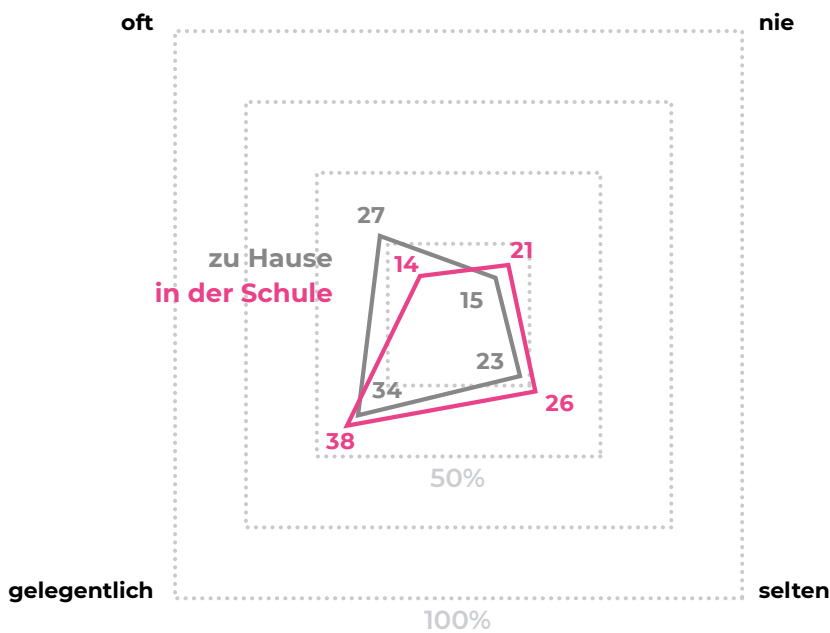 oft
nie
27
zu Hause
14
21
in der Schule
15
23
34
26
38
50%
gelegentlich
selten
100%